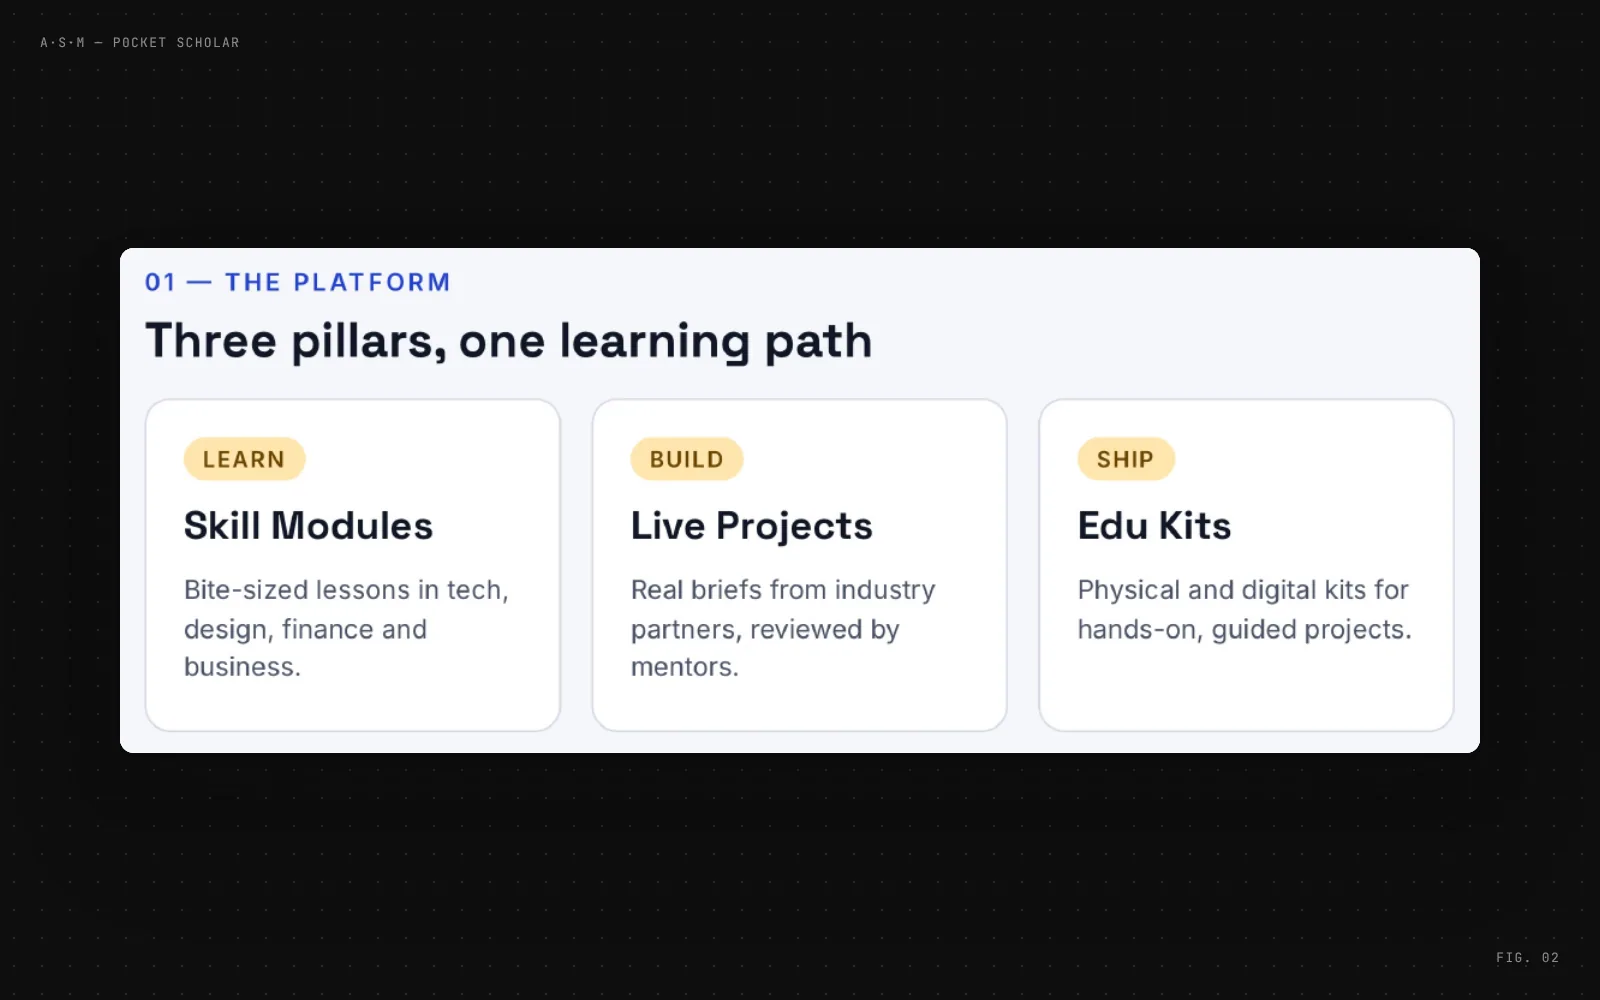 A·S·M — POCKET SCHOLAR
01 — THE PLATFORM
Three pillars, one learning path
LEARN
Skill Modules
Bite-sized lessons in tech,
design, finance and
business.
BUILD
Live Projects
Real briefs from industry
partners, reviewed by
mentors.
SHIP
Edu Kits
Physical and digital kits for
hands-on, guided projects.
FIG. 02